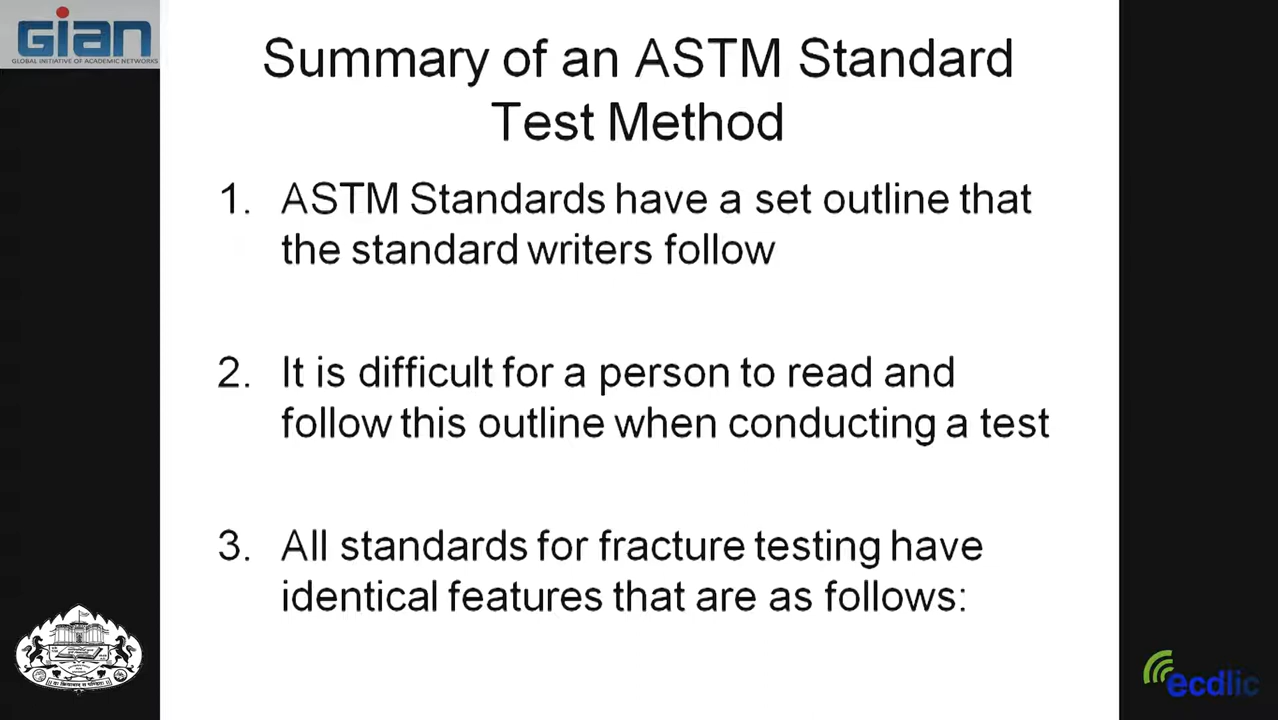 GIAN
GLOBAL INITIATIVE OF ACADEMIC NETWORKS
Summary of an ASTM Standard
Test Method
1. ASTM Standards have a set outline that
the standard writers follow
2. It is difficult for a person to read and
follow this outline when conducting a test
3. All standards for fracture testing have
identical features that are as follows:
ecdlic